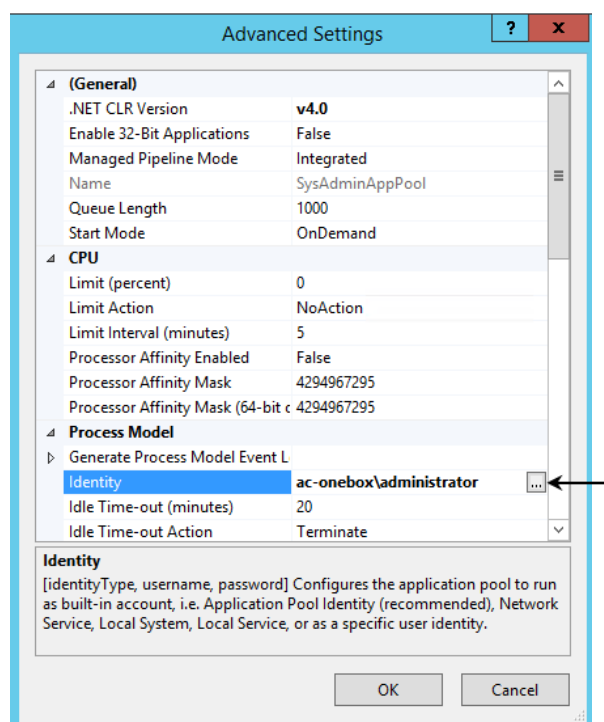 Advanced Settings
? x
(General)
.NET CLR Version v4.0
Enable 32-Bit Applications False
Managed Pipeline Mode Integrated
Name SysAdminAppPool
Queue Length 1000
Start Mode OnDemand
CPU
Limit (percent) 0
Limit Action NoAction
Limit Interval (minutes) 5
Processor Affinity Enabled False
Processor Affinity Mask 4294967295
Processor Affinity Mask (64-bit c 4294967295
Process Model
Generate Process Model Event L
Identity ac-onebox\administrator ...
Idle Time-out (minutes) 20
Idle Time-out Action Terminate
Identity
[identityType, username, password] Configures the application pool to run
as built-in account, i.e. Application Pool Identity (recommended), Network
Service, Local System, Local Service, or as a specific user identity.
OK Cancel